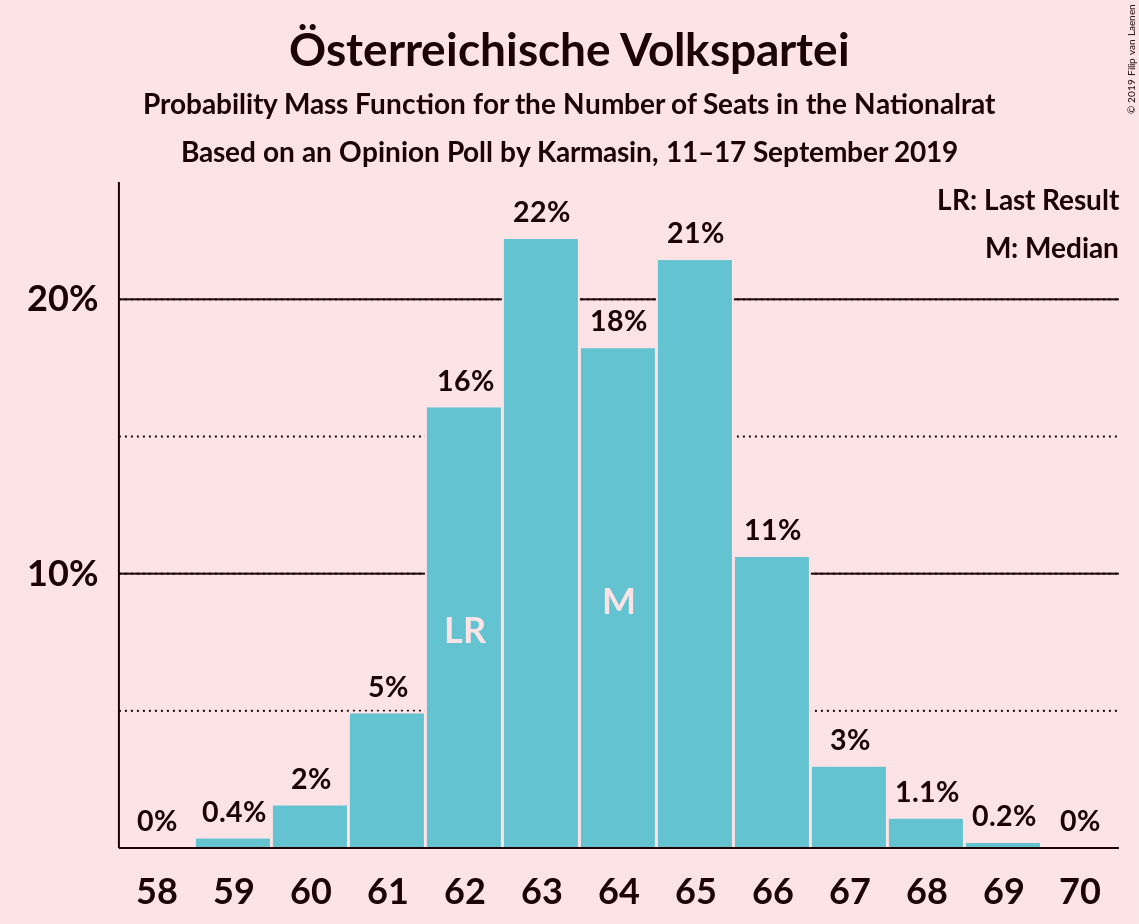 Österreichische Volkspartei
Probability Mass Function for the Number of Seats in the Nationalrat
Based on an Opinion Poll by Karmasin, 11–17 September 2019
© 2019 Filip van Laenen
LR: Last Result
M: Median
20%
10%
0%
0.4%
2%
5%
16%
22%
18%
21%
11%
3%
1.1%
0.2%
0%
LR
M
58 59 60 61 62 63 64 65 66 67 68 69 70